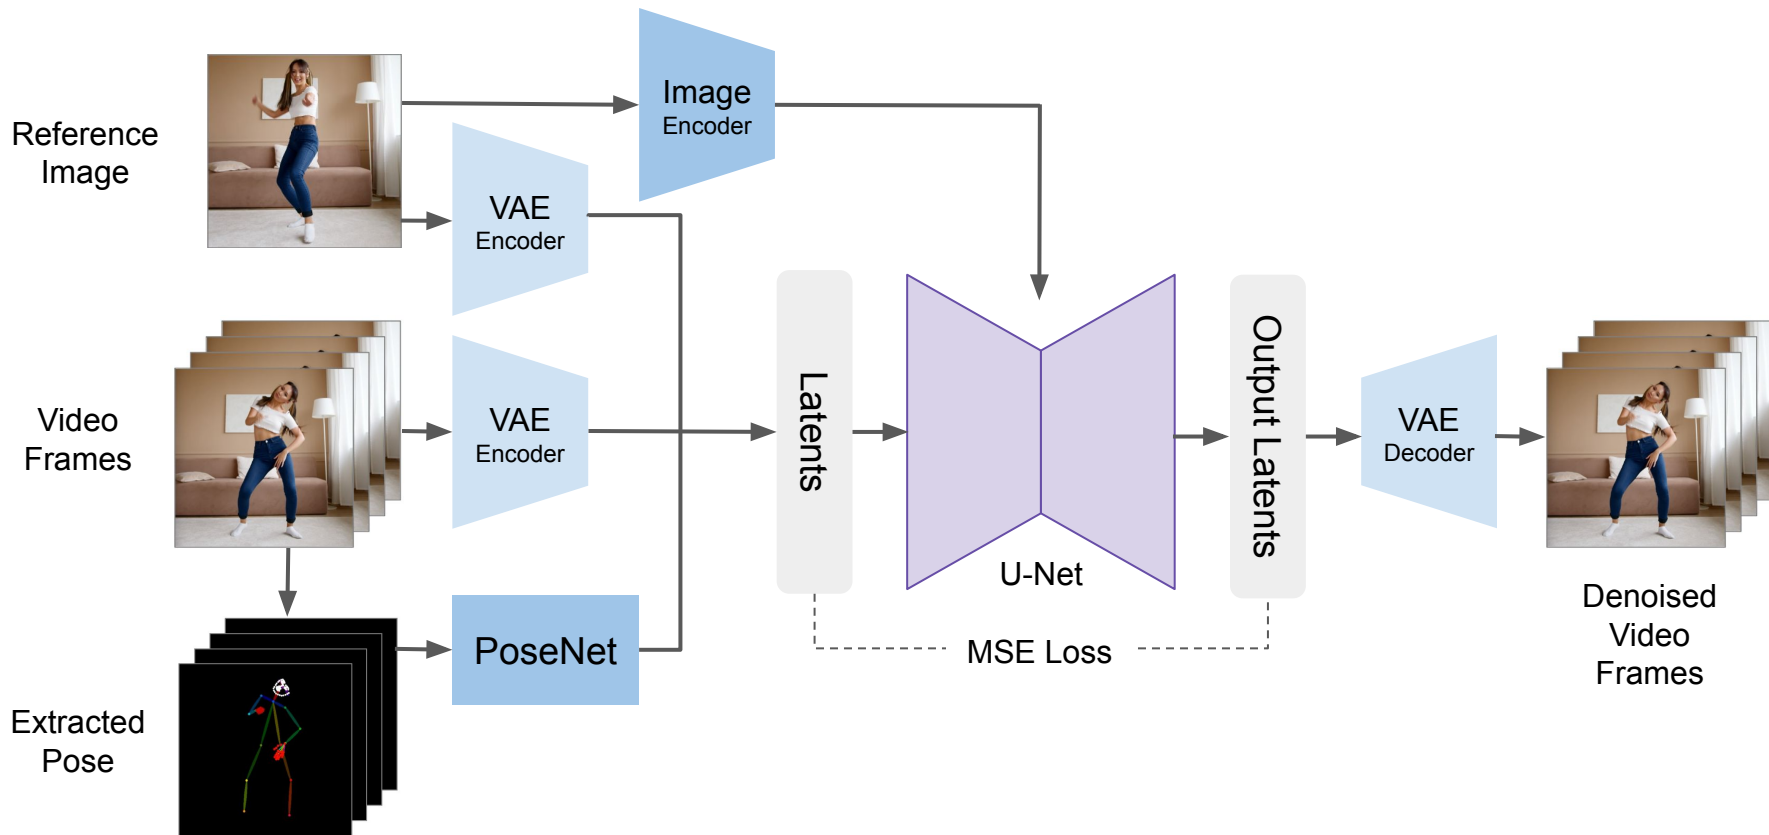 Reference
Image
Image
Encoder
VAE
Encoder
Video
Frames
VAE
Encoder
Latents
U-Net
Output Latents
VAE
Decoder
Denoised
Video
Frames
MSE Loss
Extracted
Pose
PoseNet